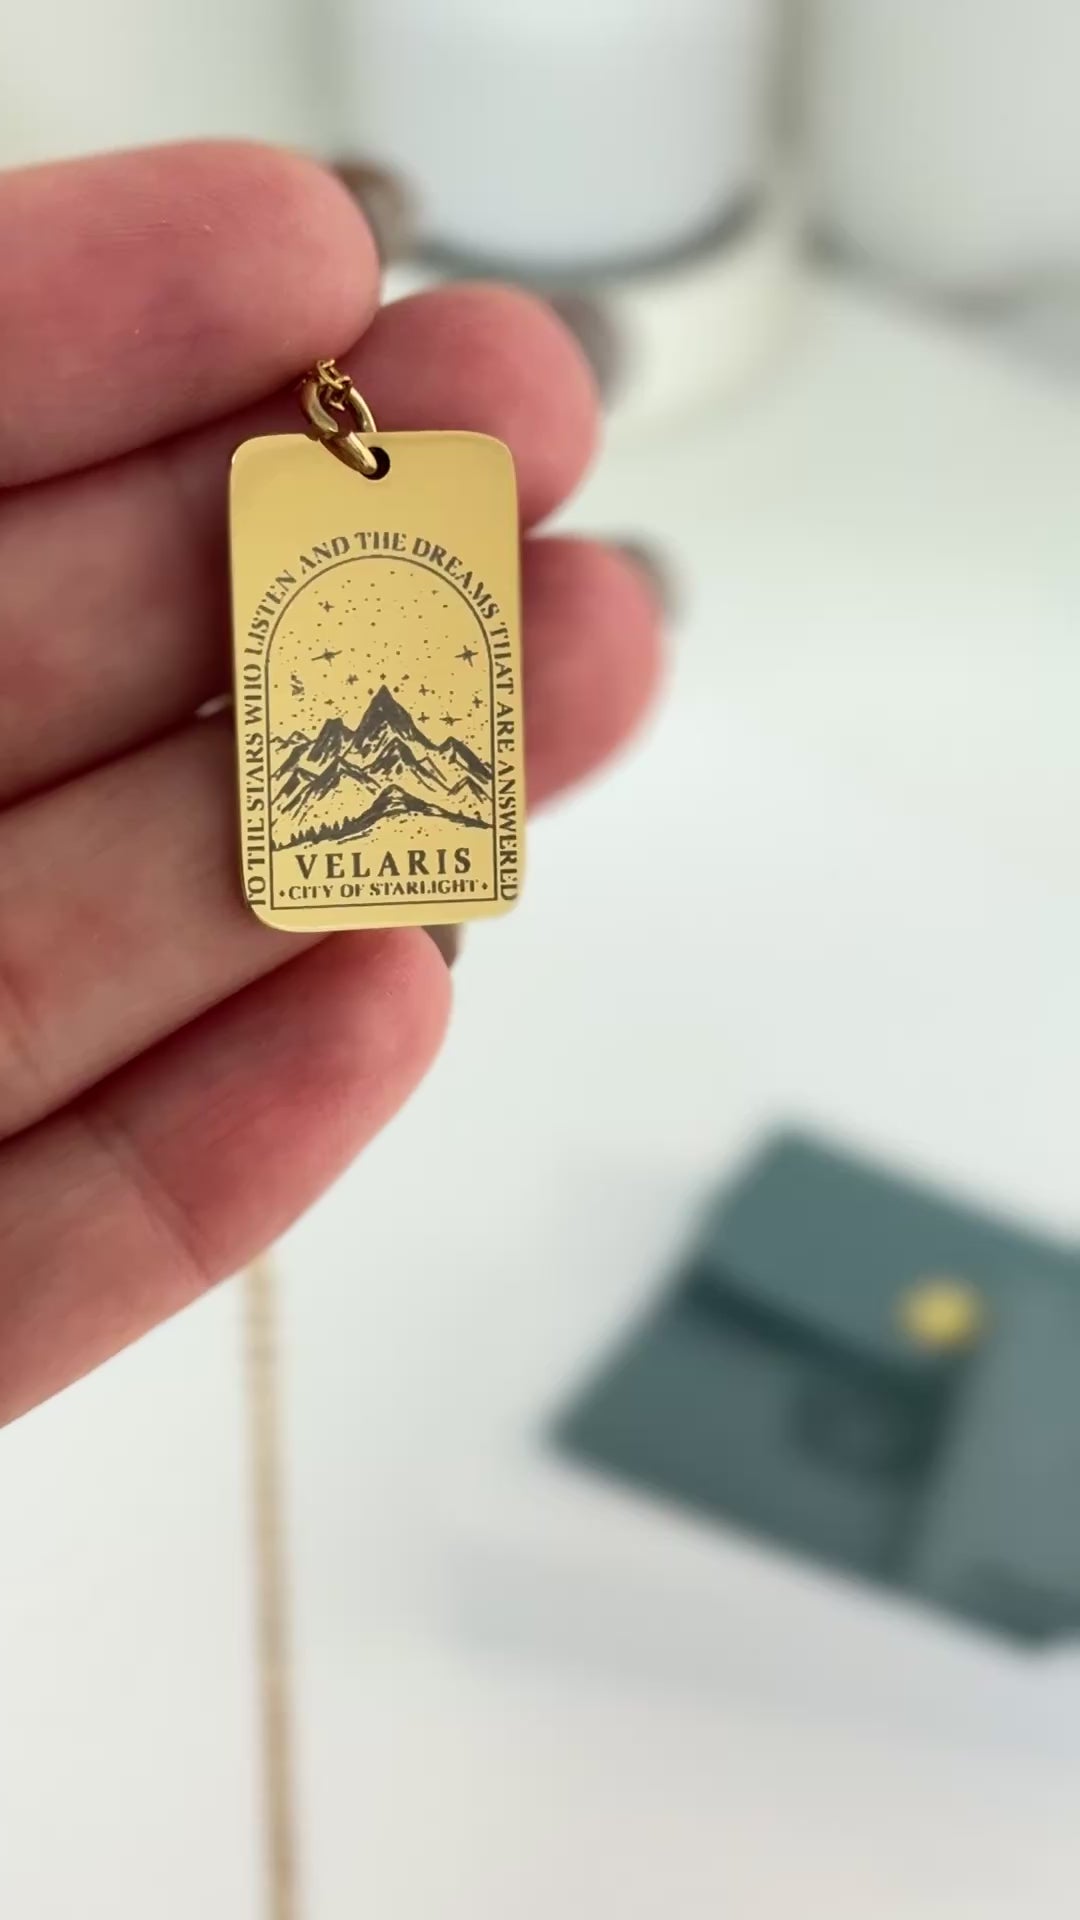 TO THE STARS WHO LISTEN AND THE DREAMS THAT ARE ANSWERED
VELARIS
CITY OF STARLIGHT